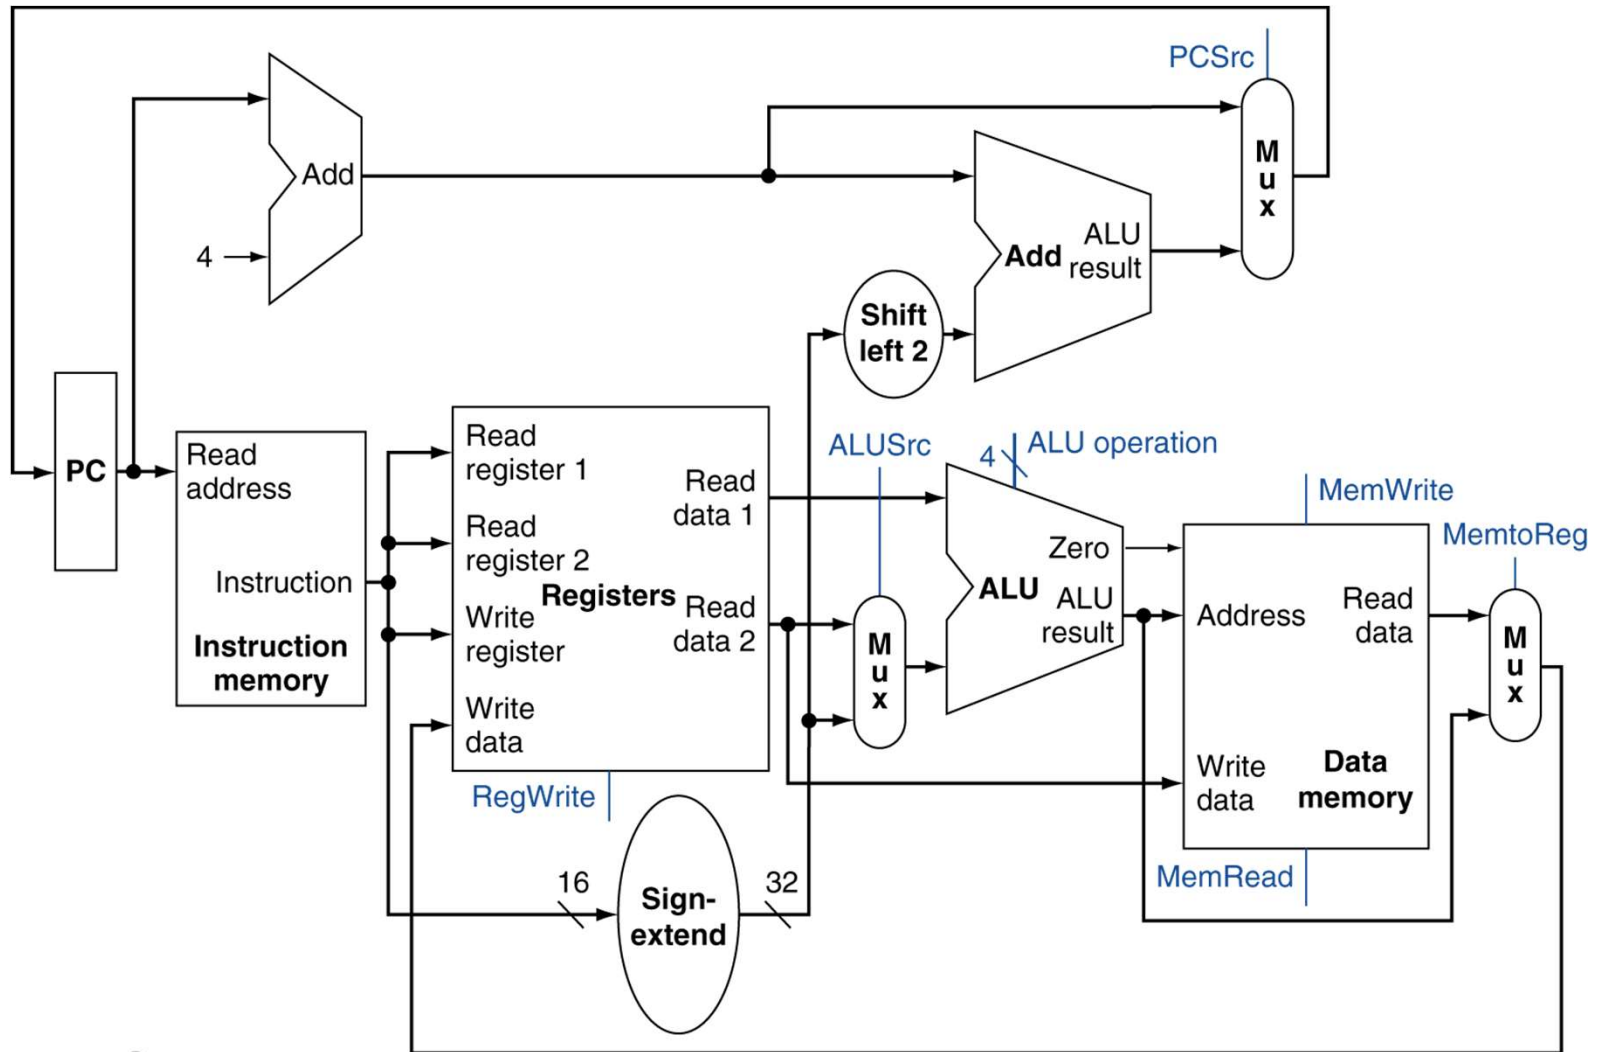 PCSrc
M
u
x
Add
4
Add
ALU
result
Shift
left 2
PC
Read
address
Instruction
Instruction
memory
Read
register 1
Read
register 2
Write
register
Write
data
Registers
Read
data 1
Read
data 2
RegWrite
16
Sign-
extend
32
ALUSrc
M
u
x
4
ALU operation
Zero
ALU
ALU
result
MemWrite
Address
Read
data
Write
data
Data
memory
MemRead
MemtoReg
M
u
x